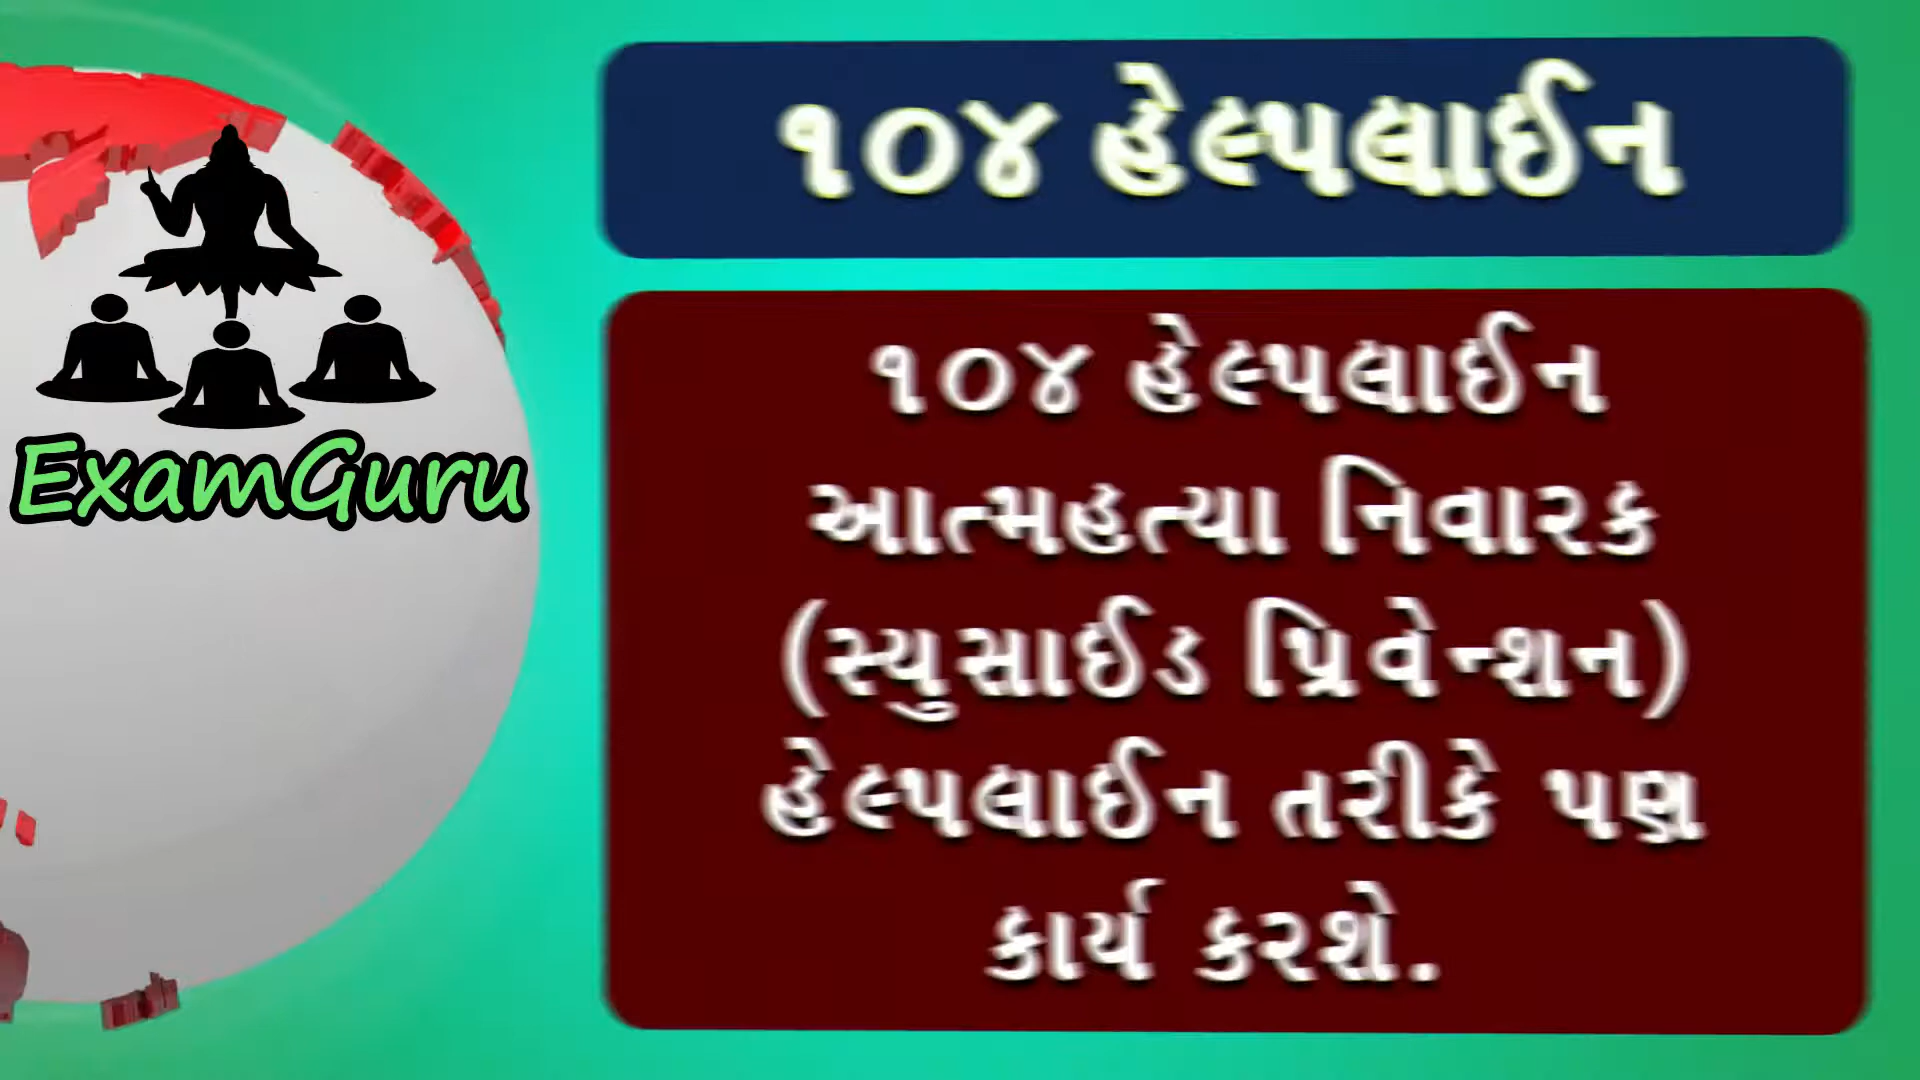 ૧૦૪ હેલ્પલાઈન
૧૦૪ હેલ્પલાઈન
આત્મહત્યા નિવારક
(સ્યુસાઈડ પ્રિવેન્શન)
હેલ્પલાઈન તરીકે પણ
કાર્ય કરશે.
ExamGuru